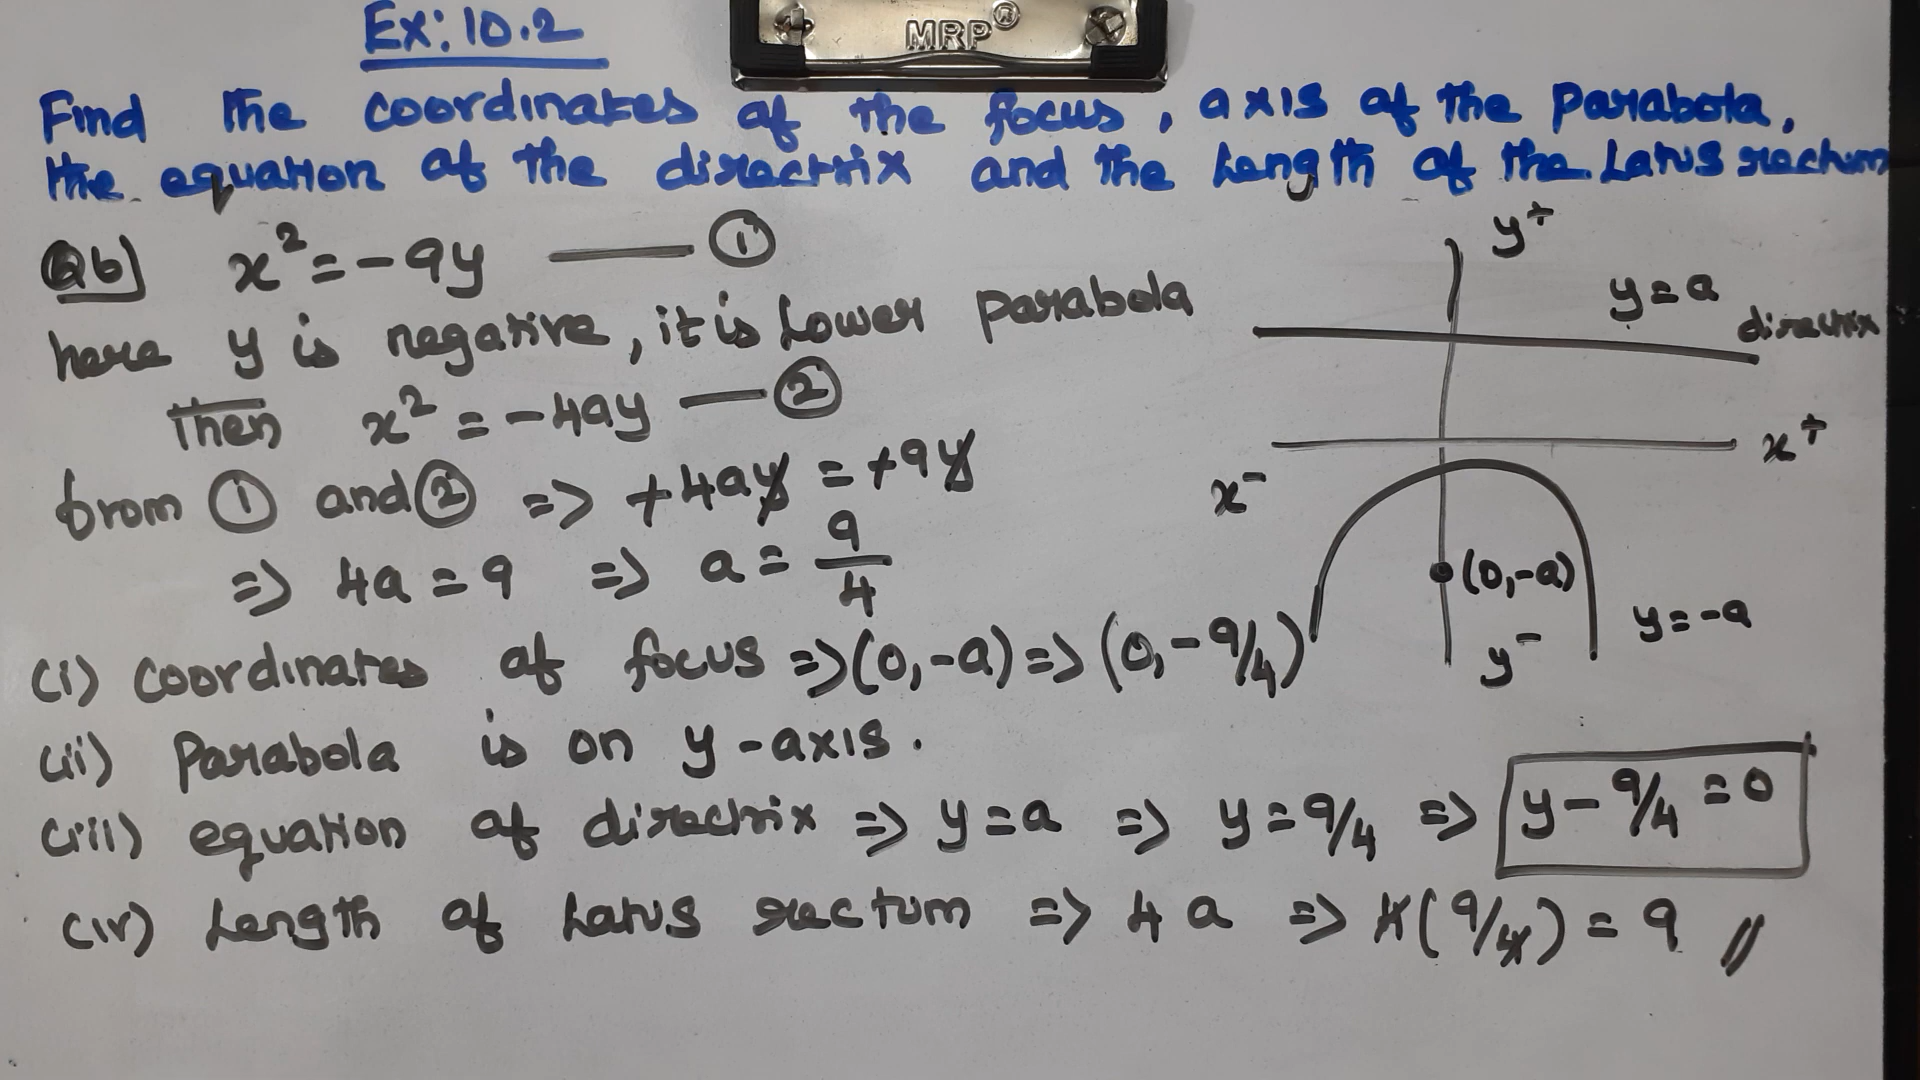 MRP®
Ex: 10.2
Find the coordinates of the focus, axis of the parabola,
the equation of the directrix and the length of the Latus rectum
Q6) x² = -9y —— ①
here y is negative, it is Lower parabola
Then x² = -4ay —— ②
from ① and ② => +4ay = +9y
=> 4a = 9 => a = 9/4
(i) coordinates of focus => (0,-a) => (0,-9/4)
(ii) Parabola is on y-axis.
(iii) equation of directrix => y=a => y=9/4 => y - 9/4 = 0
(iv) Length of Latus rectum => 4a => 4(9/4) = 9 //
y+
y=a
directrix
x+
x-
(0,-a)
y=-a
y-